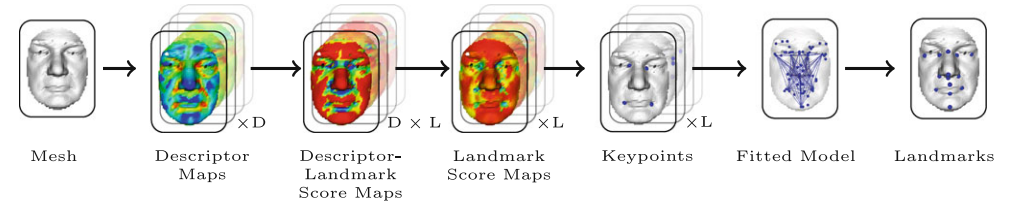 ×D
D × L
×L
×L
Mesh
Descriptor
Maps
Descriptor-
Landmark
Score Maps
Landmark
Score Maps
Keypoints
Fitted Model
Landmarks